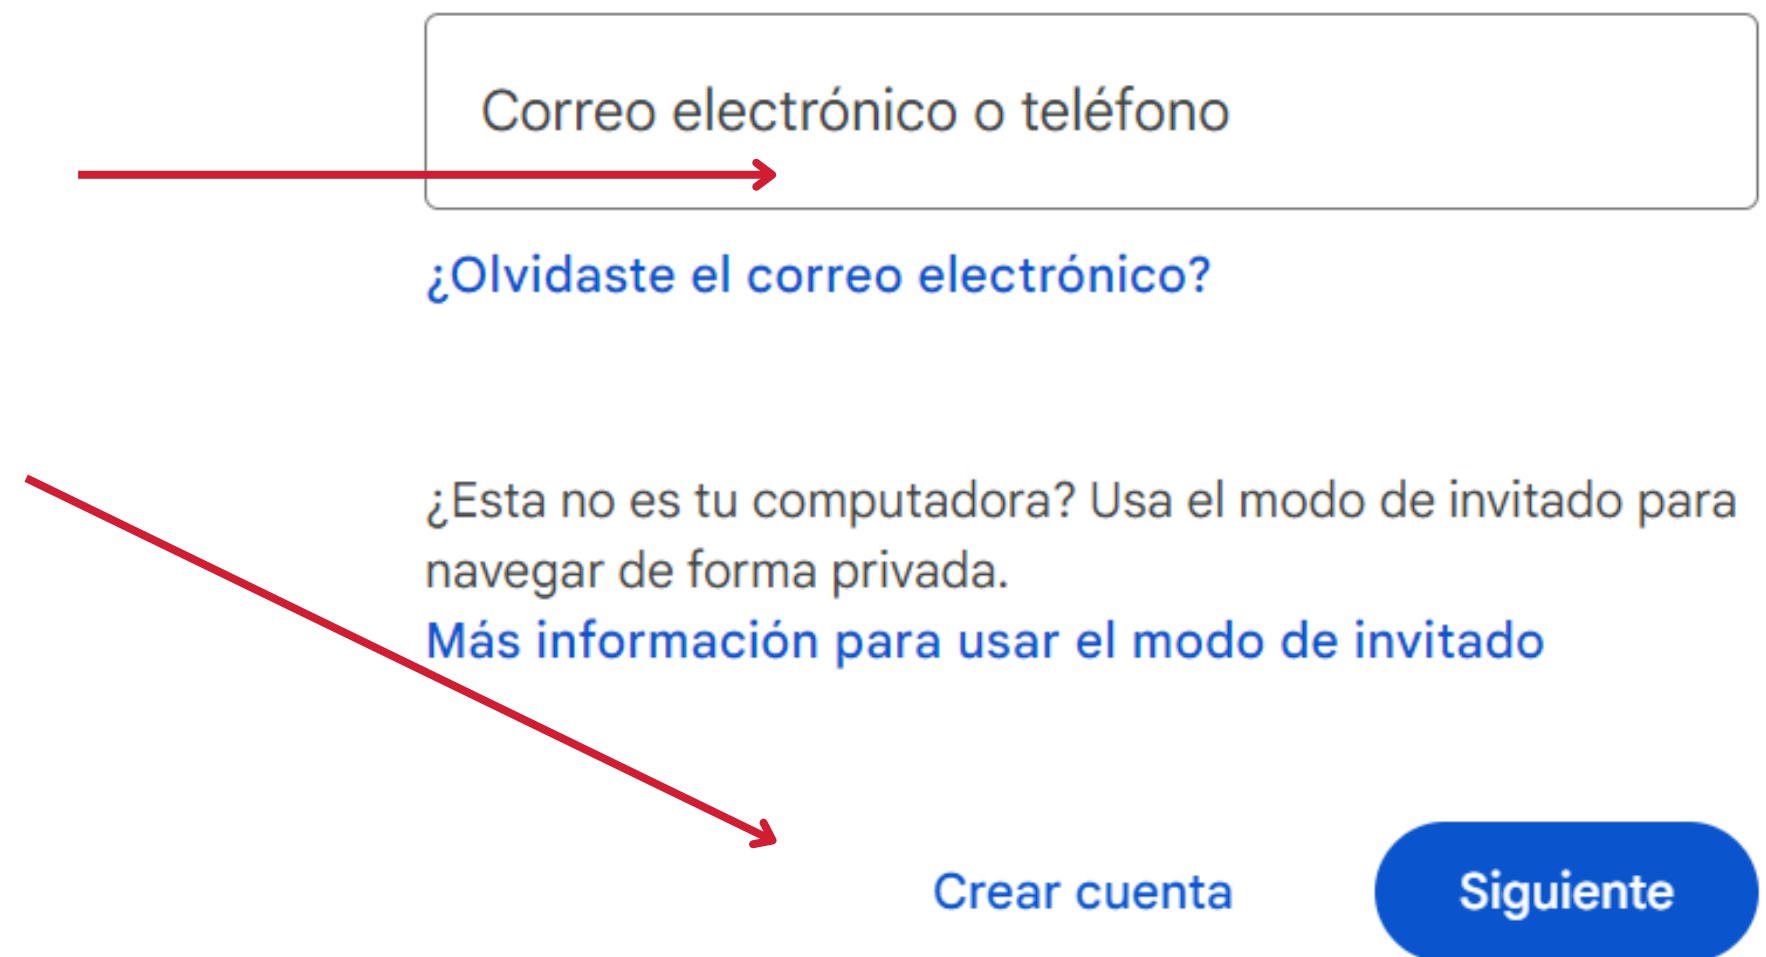 Correo electrónico o teléfono
¿Olvidaste el correo electrónico?
¿Esta no es tu computadora? Usa el modo de invitado para
navegar de forma privada.
Más información para usar el modo de invitado
Crear cuenta
Siguiente